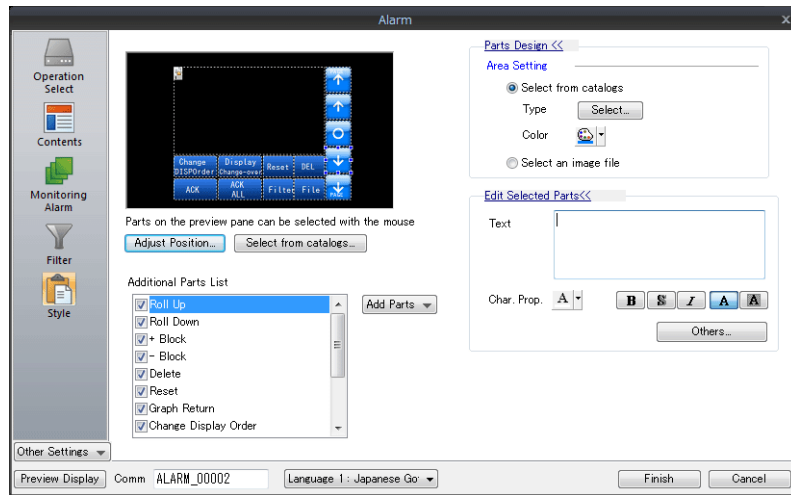 Alarm
x
Operation
Select
Contents
Monitoring
Alarm
Filter
Style
Other Settings
Change
DISPOrder
Display
Change-over
Reset
DEL
ACK
ACK
ALL
Filter
File
PAGE
Parts on the preview pane can be selected with the mouse
Adjust Position...
Select from catalogs...
Additional Parts List
Roll Up
Roll Down
+ Block
- Block
Delete
Reset
Graph Return
Change Display Order
Add Parts
Parts Design <<
Area Setting
Select from catalogs
Type
Select...
Color
Select an image file
Edit Selected Parts<<
Text
Char. Prop.
A
B
S
I
A
A
Others...
Preview Display
Comm
ALARM_00002
Language 1 : Japanese Go
Finish
Cancel